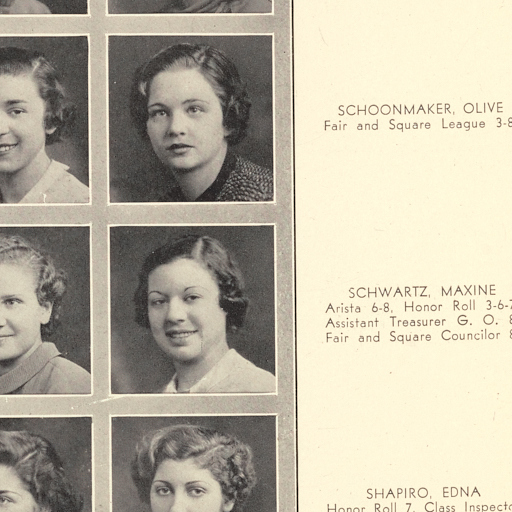 SCHOONMAKER, OLIVE
Fair and Square League 3-8
SCHWARTZ, MAXINE
Arista 6-8, Honor Roll 3-6-7
Assistant Treasurer G. O. 8
Fair and Square Councilor 8
SHAPIRO, EDNA
Honor Roll 7, Class Inspecto